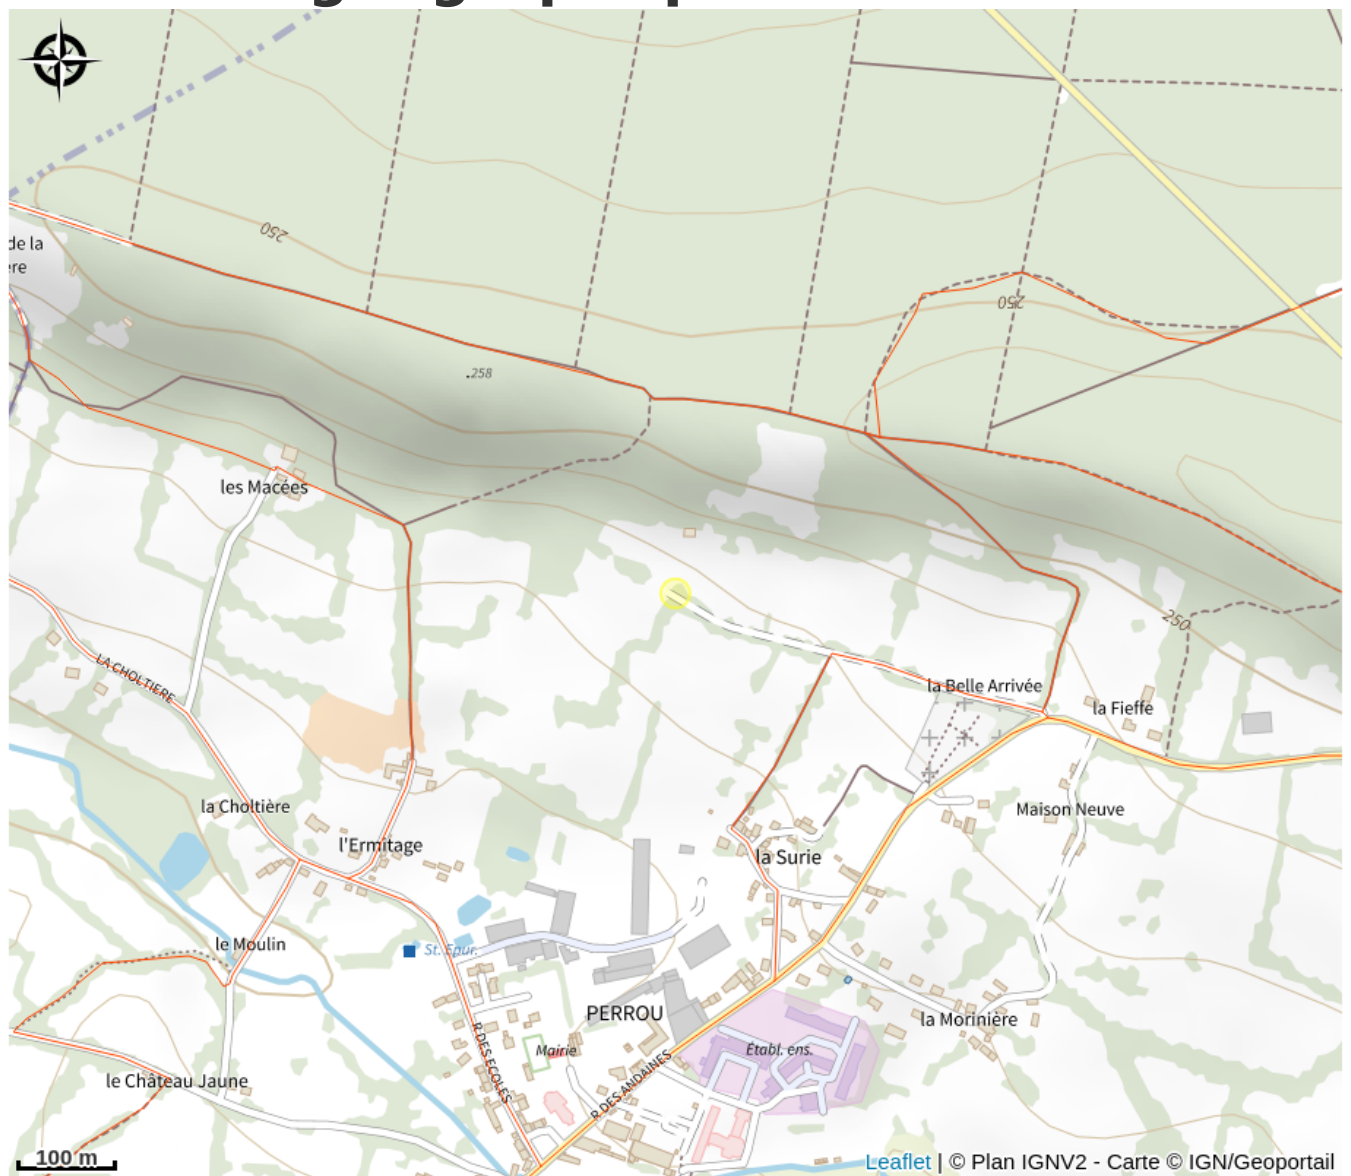 250
de la
ere
250
.258
les Macées
250
LA CHOLTIERE
la Belle Arrivée
la Fieffe
la Choltière
Maison Neuve
l'Ermitage
la Surie
le Moulin
St. Epur.
PERROU
la Morinière
Mairie
Établ. ens.
R DES ECOLES
le Château Jaune
R DES ANDAINES
100 m
Leaflet | © Plan IGNV2 - Carte © IGN/Geoportail